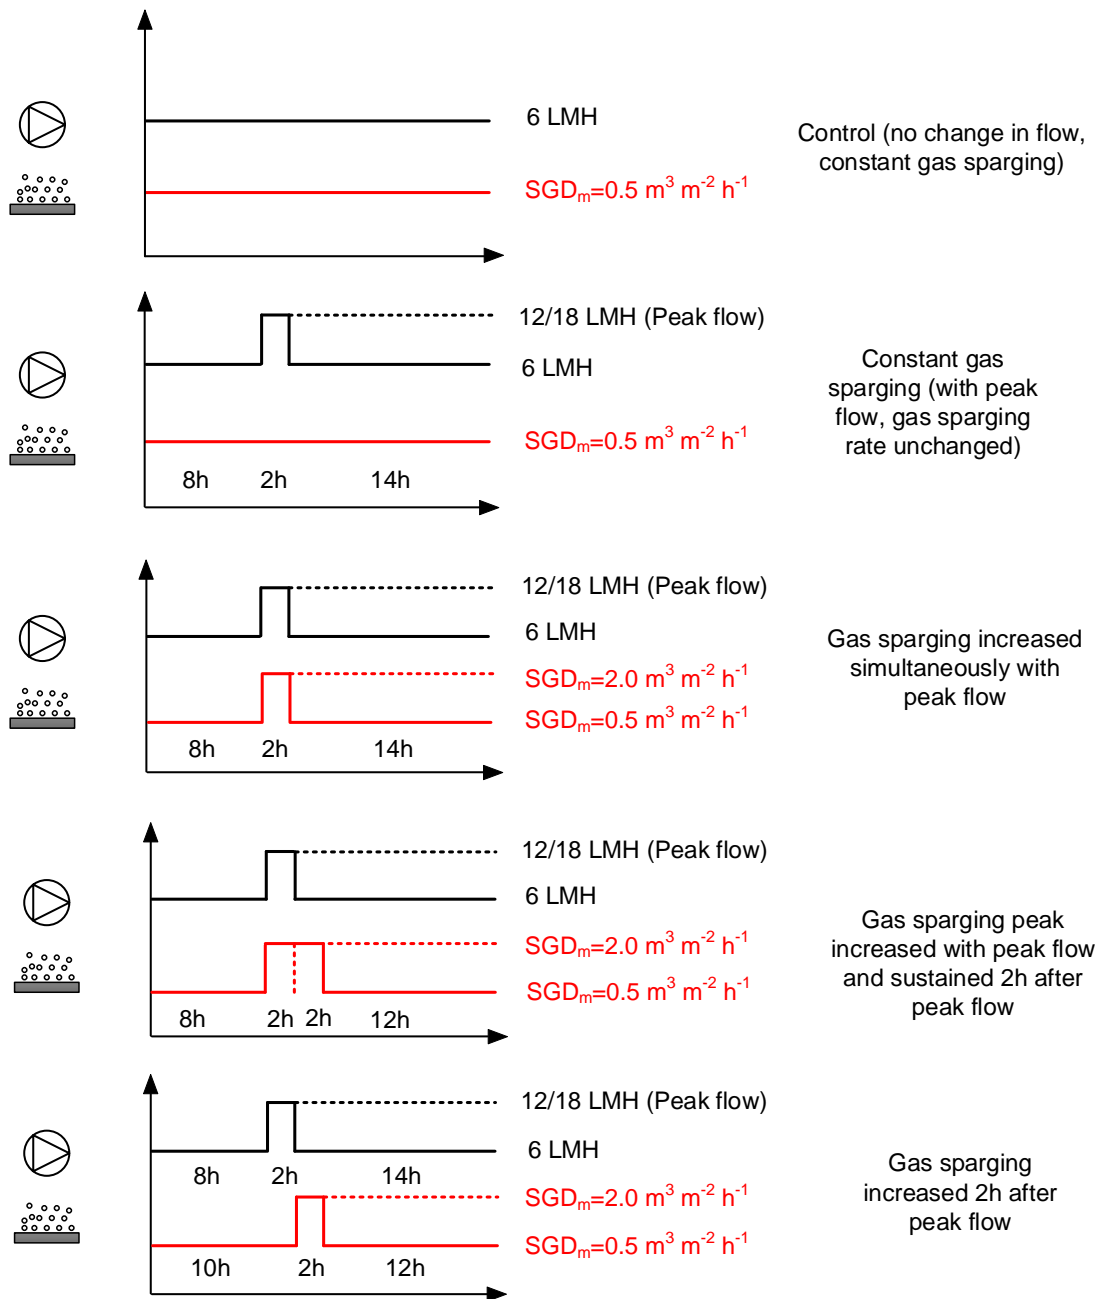 6 LMH
Control (no change in flow,
constant gas sparging)
SGDₘ=0.5 m³ m⁻² h⁻¹
12/18 LMH (Peak flow)
6 LMH
Constant gas
sparging (with peak
flow, gas sparging
rate unchanged)
SGDₘ=0.5 m³ m⁻² h⁻¹
8h 2h 14h
12/18 LMH (Peak flow)
6 LMH
Gas sparging increased
simultaneously with
peak flow
SGDₘ=2.0 m³ m⁻² h⁻¹
SGDₘ=0.5 m³ m⁻² h⁻¹
8h 2h 14h
12/18 LMH (Peak flow)
6 LMH
Gas sparging peak
increased with peak flow
and sustained 2h after
peak flow
SGDₘ=2.0 m³ m⁻² h⁻¹
SGDₘ=0.5 m³ m⁻² h⁻¹
8h 2h 2h 12h
12/18 LMH (Peak flow)
6 LMH
8h 2h 14h
Gas sparging
increased 2h after
peak flow
SGDₘ=2.0 m³ m⁻² h⁻¹
SGDₘ=0.5 m³ m⁻² h⁻¹
10h 2h 12h